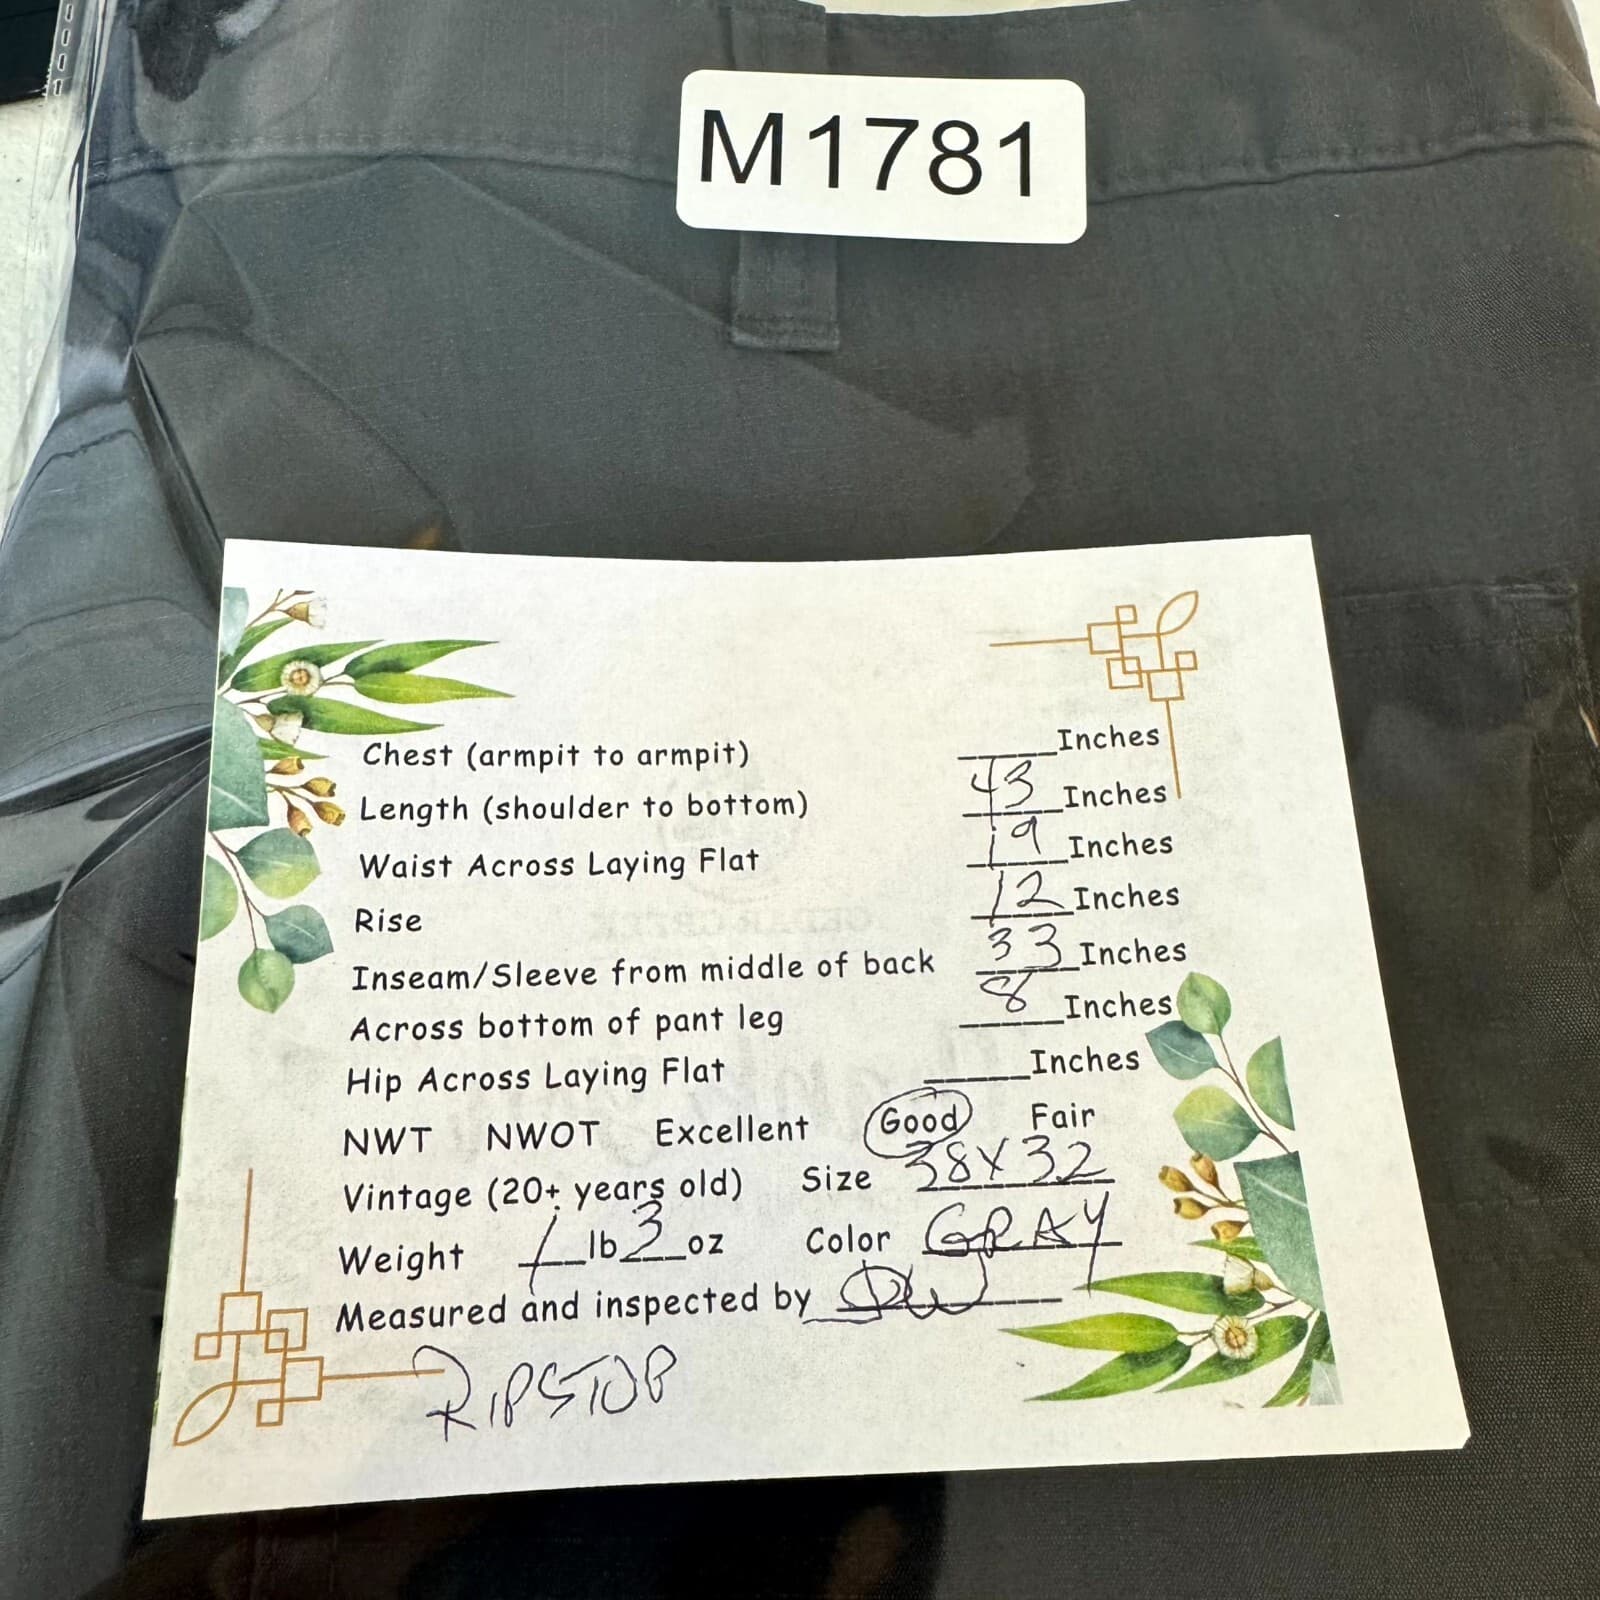 M1781
Chest (armpit to armpit) _____Inches
Length (shoulder to bottom) 43 Inches
Waist Across Laying Flat 19 Inches
Rise 12 Inches
Inseam/Sleeve from middle of back 33 Inches
Across bottom of pant leg 8 Inches
Hip Across Laying Flat _____Inches
NWT NWOT Excellent Good Fair
Vintage (20+ years old) Size 38X32
Weight 1 lb 3 oz Color GRAY
Measured and inspected by
RIPSTOP